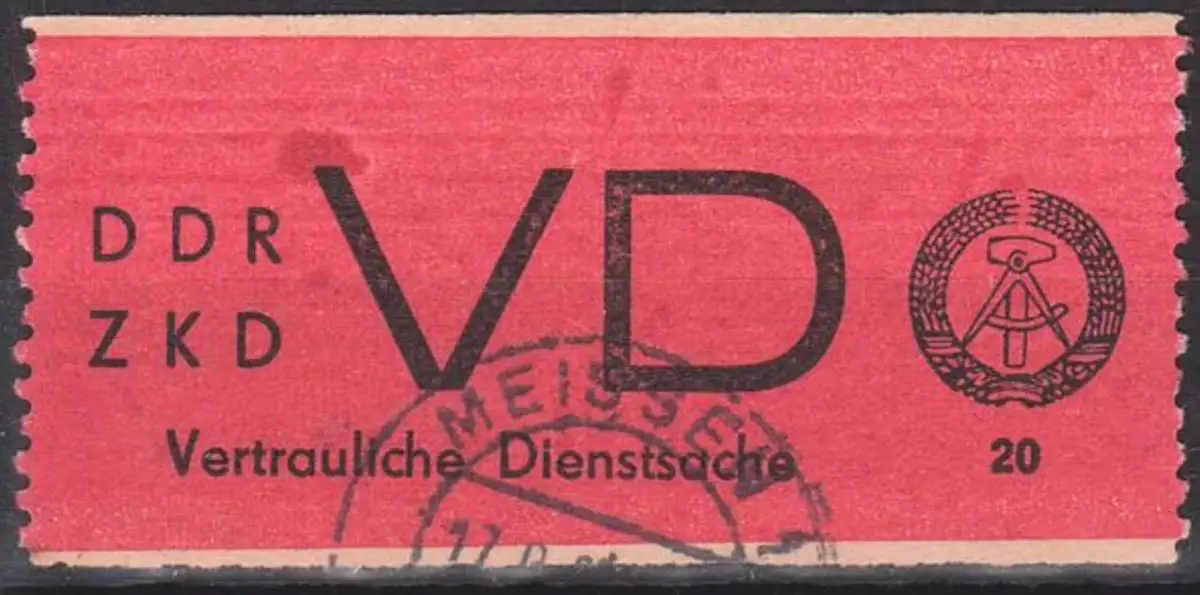 DDR
ZKD
VD
Vertrauliche Dienstsache
20
MEISSEN